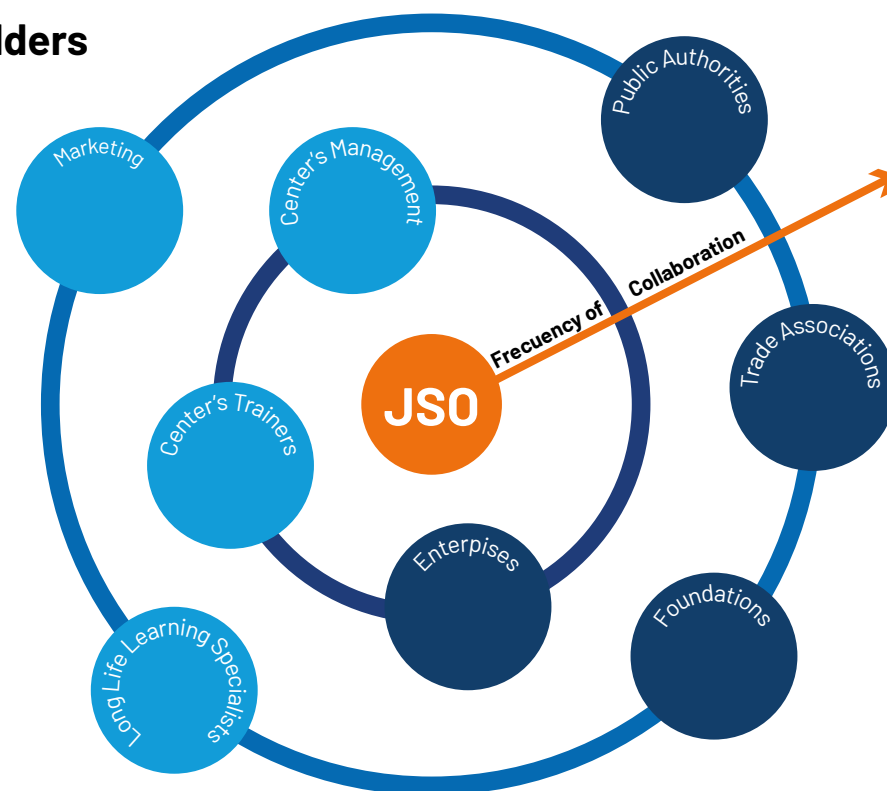 lders
Public Authorities
Marketing
Center's Management
Frecuency of Collaboration
Trade Associations
JSO
Center's Trainers
Enterpises
Foundations
Long Life Learning Specialists